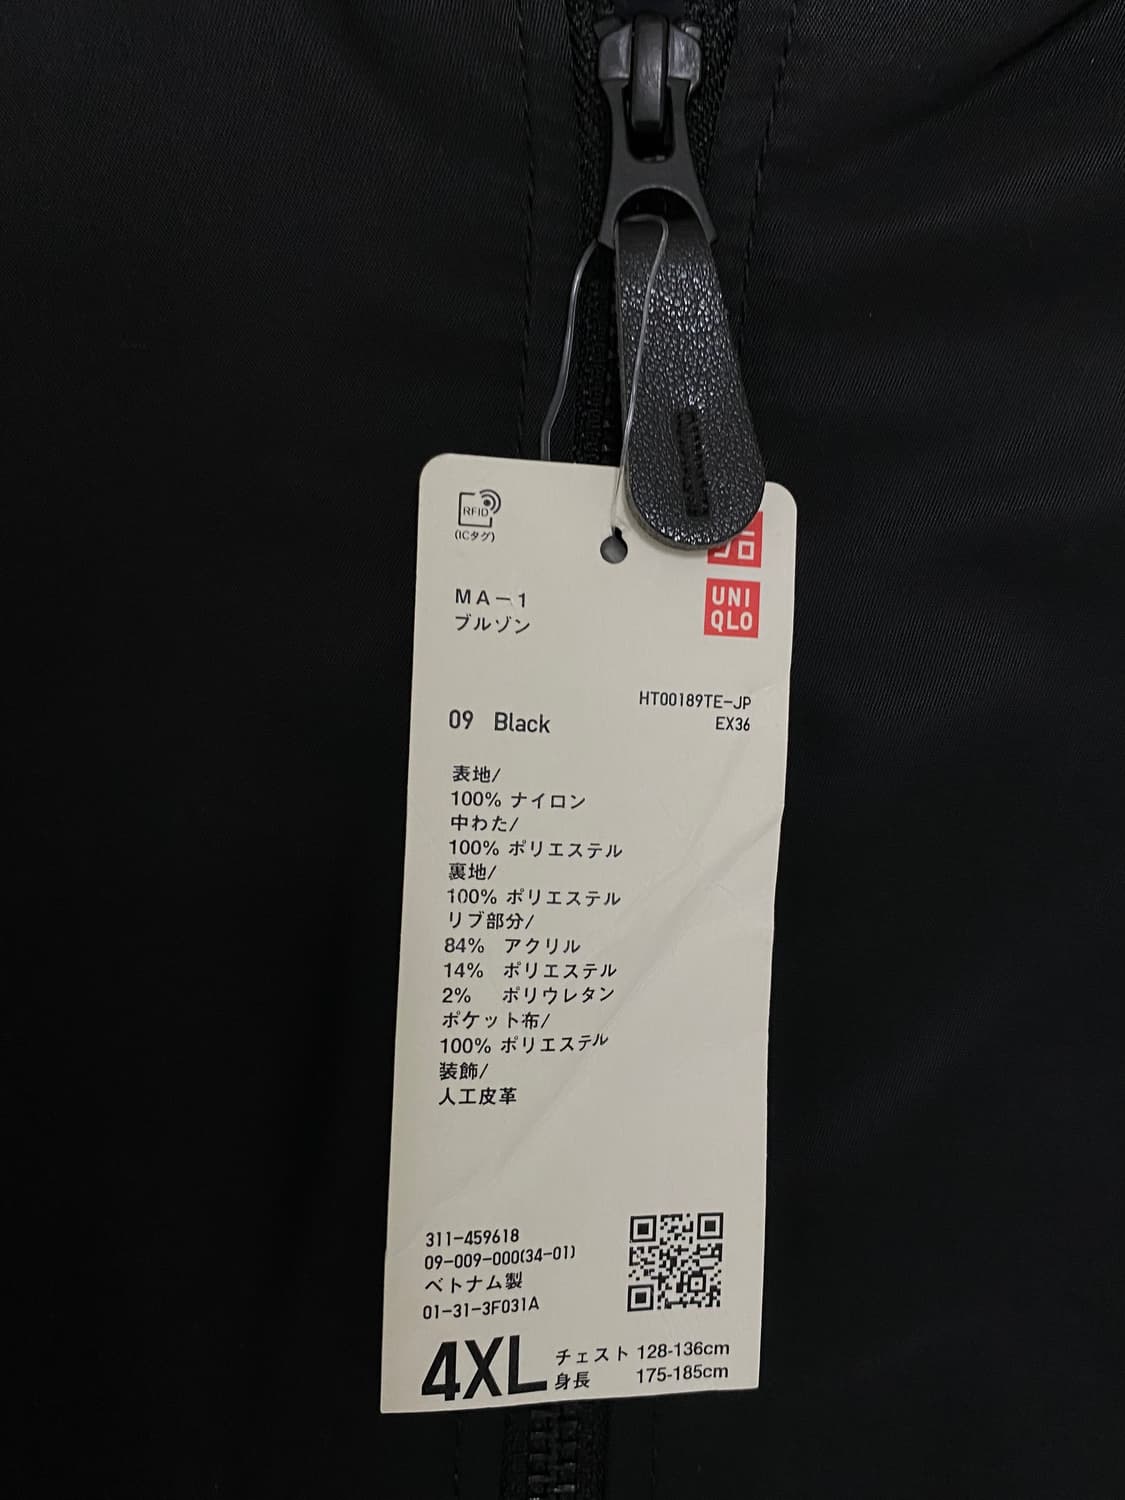 RFID
(ICタグ)
UNI
QLO
MA-1
ブルゾン
HT00189TE-JP
EX36
09 Black
表地/
100% ナイロン
中わた/
100% ポリエステル
裏地/
100% ポリエステル
リブ部分/
84% アクリル
14% ポリエステル
2% ポリウレタン
ポケット布/
100% ポリエステル
装飾/
人工皮革
311-459618
09-009-000(34-01)
ベトナム製
01-31-3F031A
4XL
チェスト 128-136cm
身長 175-185cm